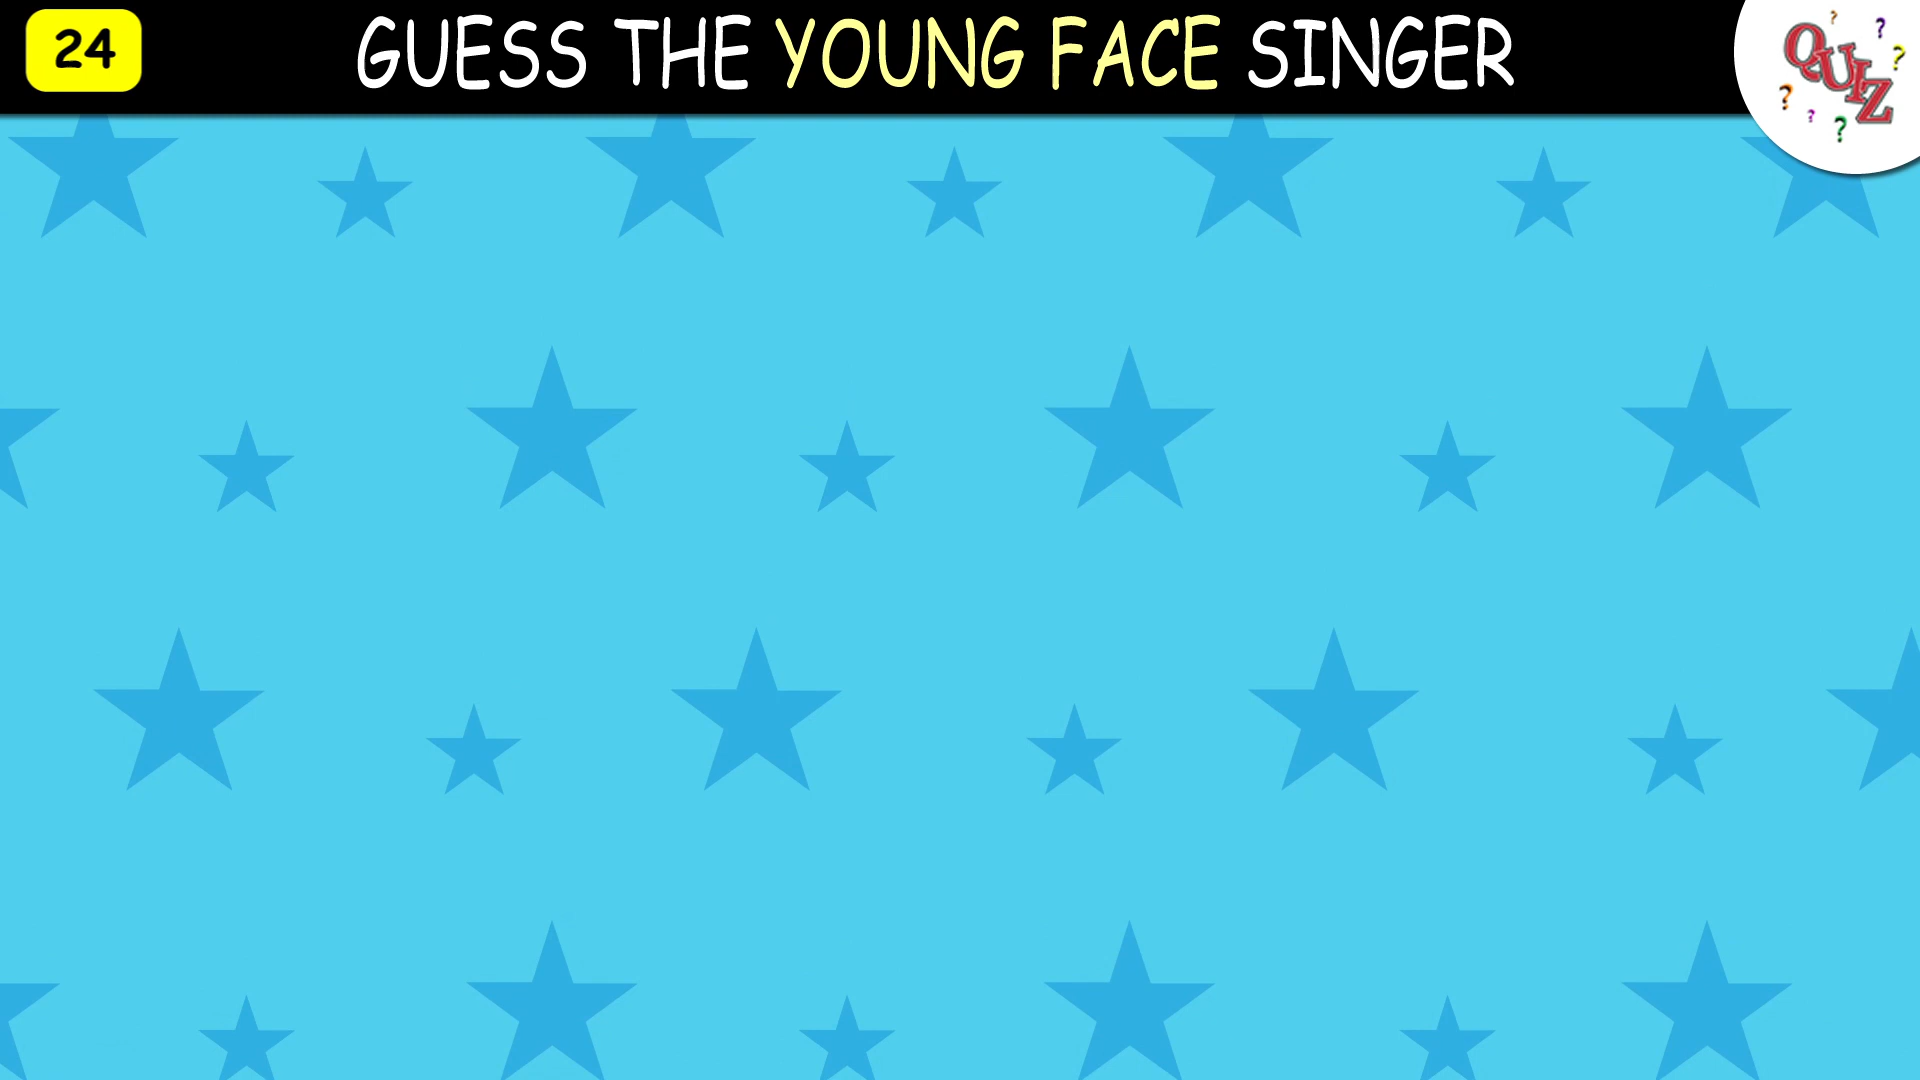 24
GUESS THE YOUNG FACE SINGER
QUIZ
? ? ? ? ? ?